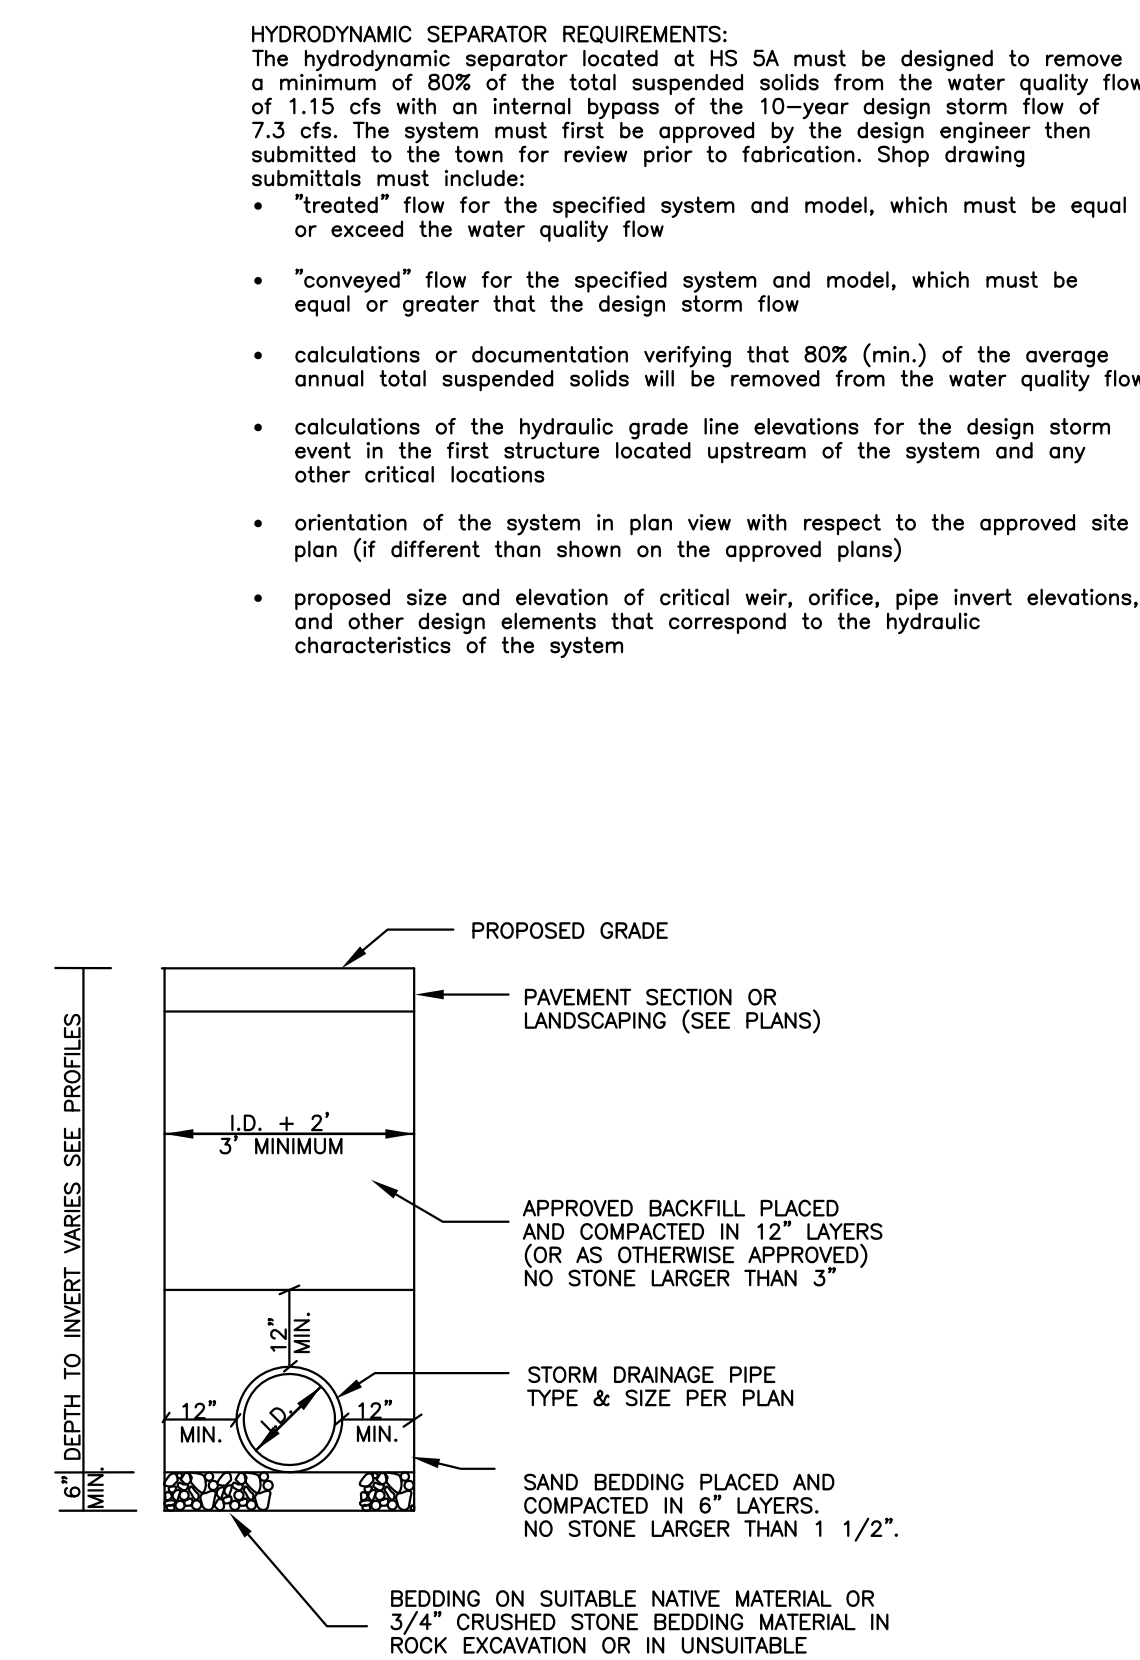 HYDRODYNAMIC SEPARATOR REQUIREMENTS:
The hydrodynamic separator located at HS 5A must be designed to remove
a minimum of 80% of the total suspended solids from the water quality flow
of 1.15 cfs with an internal bypass of the 10-year design storm flow of
7.3 cfs. The system must first be approved by the design engineer then
submitted to the town for review prior to fabrication. Shop drawing
submittals must include:
• "treated" flow for the specified system and model, which must be equal
or exceed the water quality flow
• "conveyed" flow for the specified system and model, which must be
equal or greater that the design storm flow
• calculations or documentation verifying that 80% (min.) of the average
annual total suspended solids will be removed from the water quality flow
• calculations of the hydraulic grade line elevations for the design storm
event in the first structure located upstream of the system and any
other critical locations
• orientation of the system in plan view with respect to the approved site
plan (if different than shown on the approved plans)
• proposed size and elevation of critical weir, orifice, pipe invert elevations,
and other design elements that correspond to the hydraulic
characteristics of the system
PROPOSED GRADE
PAVEMENT SECTION OR
LANDSCAPING (SEE PLANS)
DEPTH TO INVERT VARIES SEE PROFILES
I.D. + 2'
3' MINIMUM
APPROVED BACKFILL PLACED
AND COMPACTED IN 12" LAYERS
(OR AS OTHERWISE APPROVED)
NO STONE LARGER THAN 3"
12"
MIN.
STORM DRAINAGE PIPE
TYPE & SIZE PER PLAN
12"
MIN.
I.D.
12"
MIN.
6"
MIN.
SAND BEDDING PLACED AND
COMPACTED IN 6" LAYERS.
NO STONE LARGER THAN 1 1/2".
BEDDING ON SUITABLE NATIVE MATERIAL OR
3/4" CRUSHED STONE BEDDING MATERIAL IN
ROCK EXCAVATION OR IN UNSUITABLE